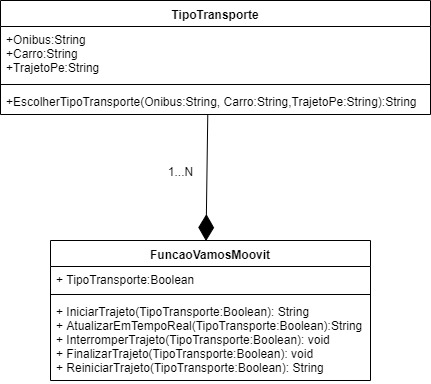 TipoTransporte
+Onibus:String
+Carro:String
+TrajetoPe:String
+EscolherTipoTransporte(Onibus:String, Carro:String,TrajetoPe:String):String
1...N
FuncaoVamosMoovit
+ TipoTransporte:Boolean
+ IniciarTrajeto(TipoTransporte:Boolean): String
+ AtualizarEmTempoReal(TipoTransporte:Boolean):String
+ InterromperTrajeto(TipoTransporte:Boolean): void
+ FinalizarTrajeto(TipoTransporte:Boolean): void
+ ReiniciarTrajeto(TipoTransporte:Boolean): String